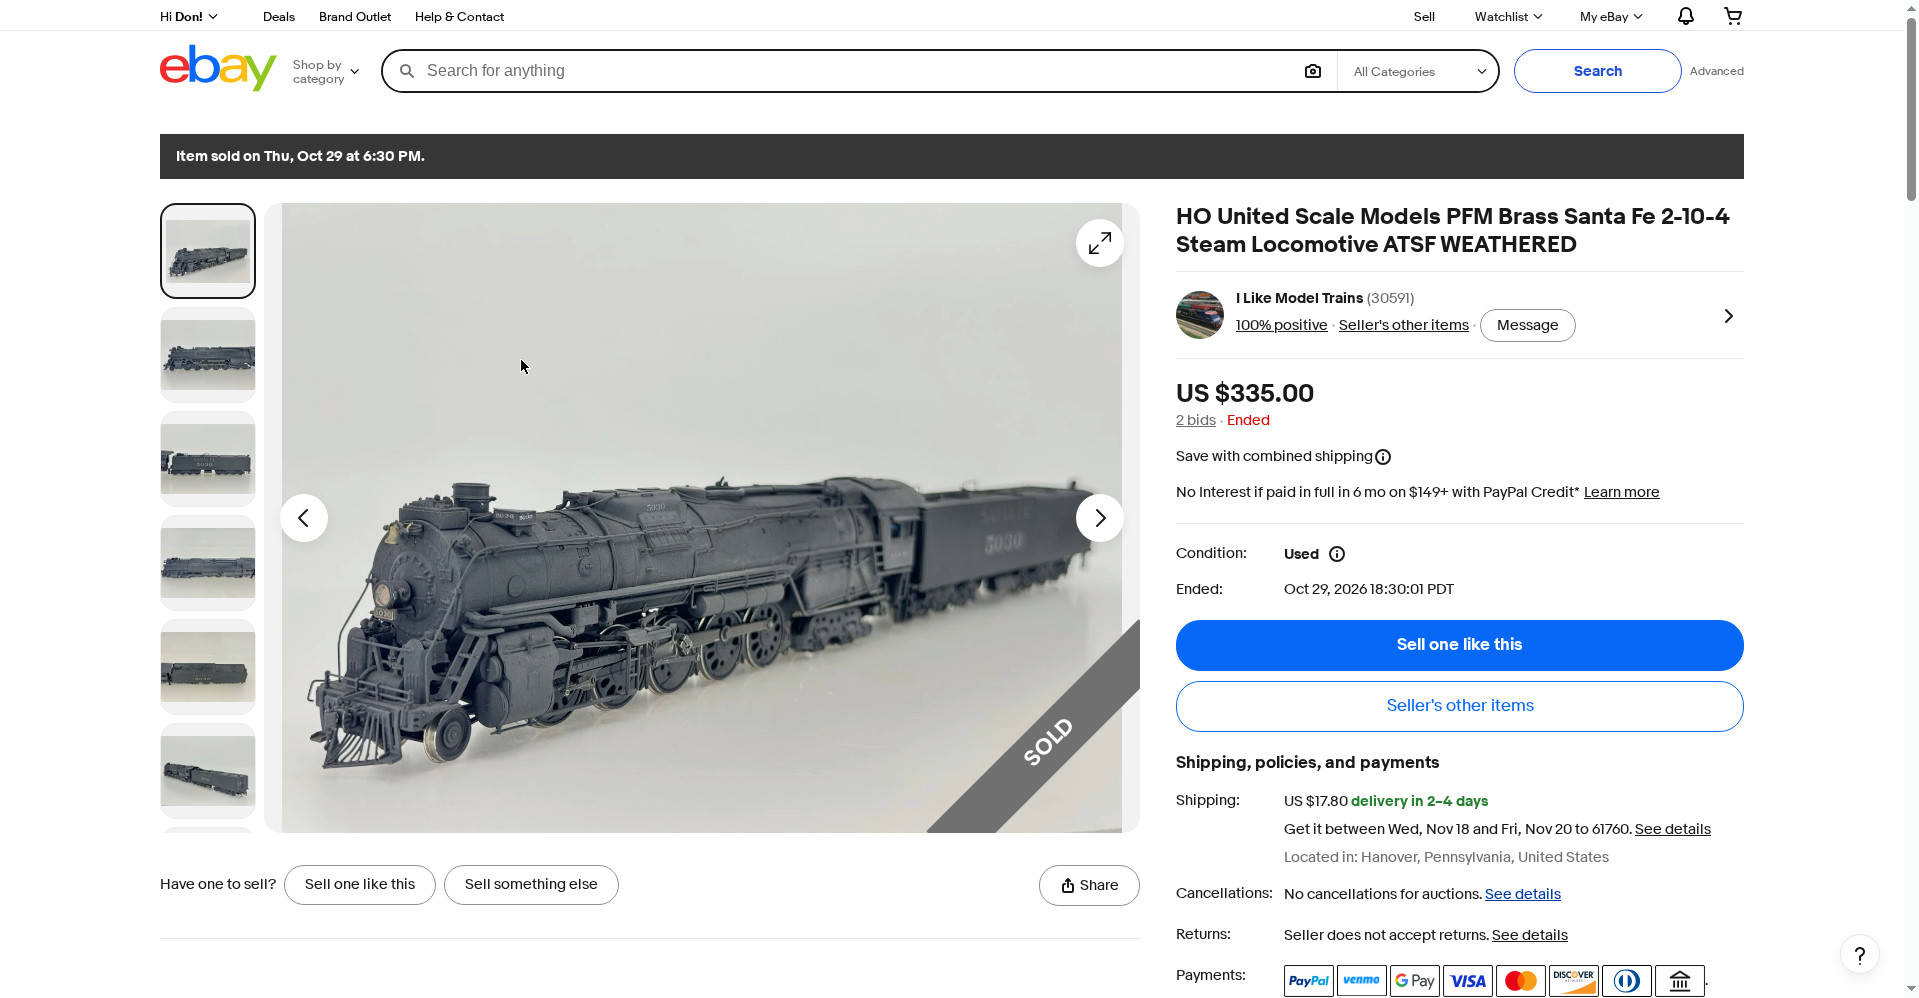 Hi Don!
Deals
Brand Outlet
Help & Contact
Sell
Watchlist
My eBay
ebay
Shop by category
Search for anything
All Categories
Search
Advanced
Item sold on Thu, Oct 29 at 6:30 PM.
HO United Scale Models PFM Brass Santa Fe 2-10-4
Steam Locomotive ATSF WEATHERED
I Like Model Trains (30591)
100% positive · Seller's other items · Message
US $335.00
2 bids · Ended
Save with combined shipping
No Interest if paid in full in 6 mo on $149+ with PayPal Credit* Learn more
Condition: Used
Ended: Oct 29, 2026 18:30:01 PDT
5030
5030
SOLD
Sell one like this
Seller's other items
Shipping, policies, and payments
Shipping: US $17.80 delivery in 2-4 days
Get it between Wed, Nov 18 and Fri, Nov 20 to 61760. See details
Located in: Hanover, Pennsylvania, United States
Have one to sell? Sell one like this Sell something else
Share
Cancellations: No cancellations for auctions. See details
Returns: Seller does not accept returns. See details
Payments: PayPal venmo G Pay VISA DISCOVER
?